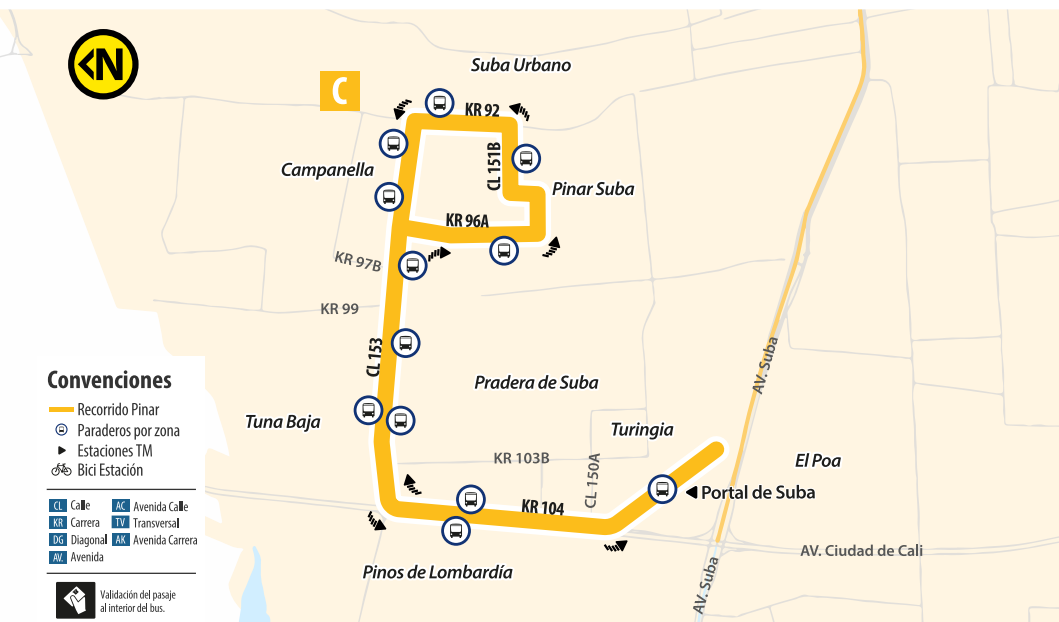 N
C
Suba Urbano
KR 92
CL 151B
Campanella
Pinar Suba
KR 96A
KR 97B
KR 99
CL 153
AV. Suba
Pradera de Suba
Tuna Baja
Turingia
KR 103B
CL 150A
El Poa
Portal de Suba
KR 104
AV. Ciudad de Cali
Pinos de Lombardía
AV. Suba
Convenciones
Recorrido Pinar
Paraderos por zona
Estaciones TM
Bici Estación
CL Calle
AC Avenida Calle
KR Carrera
TV Transversal
DG Diagonal
AK Avenida Carrera
AV. Avenida
Validación del pasaje
al interior del bus.